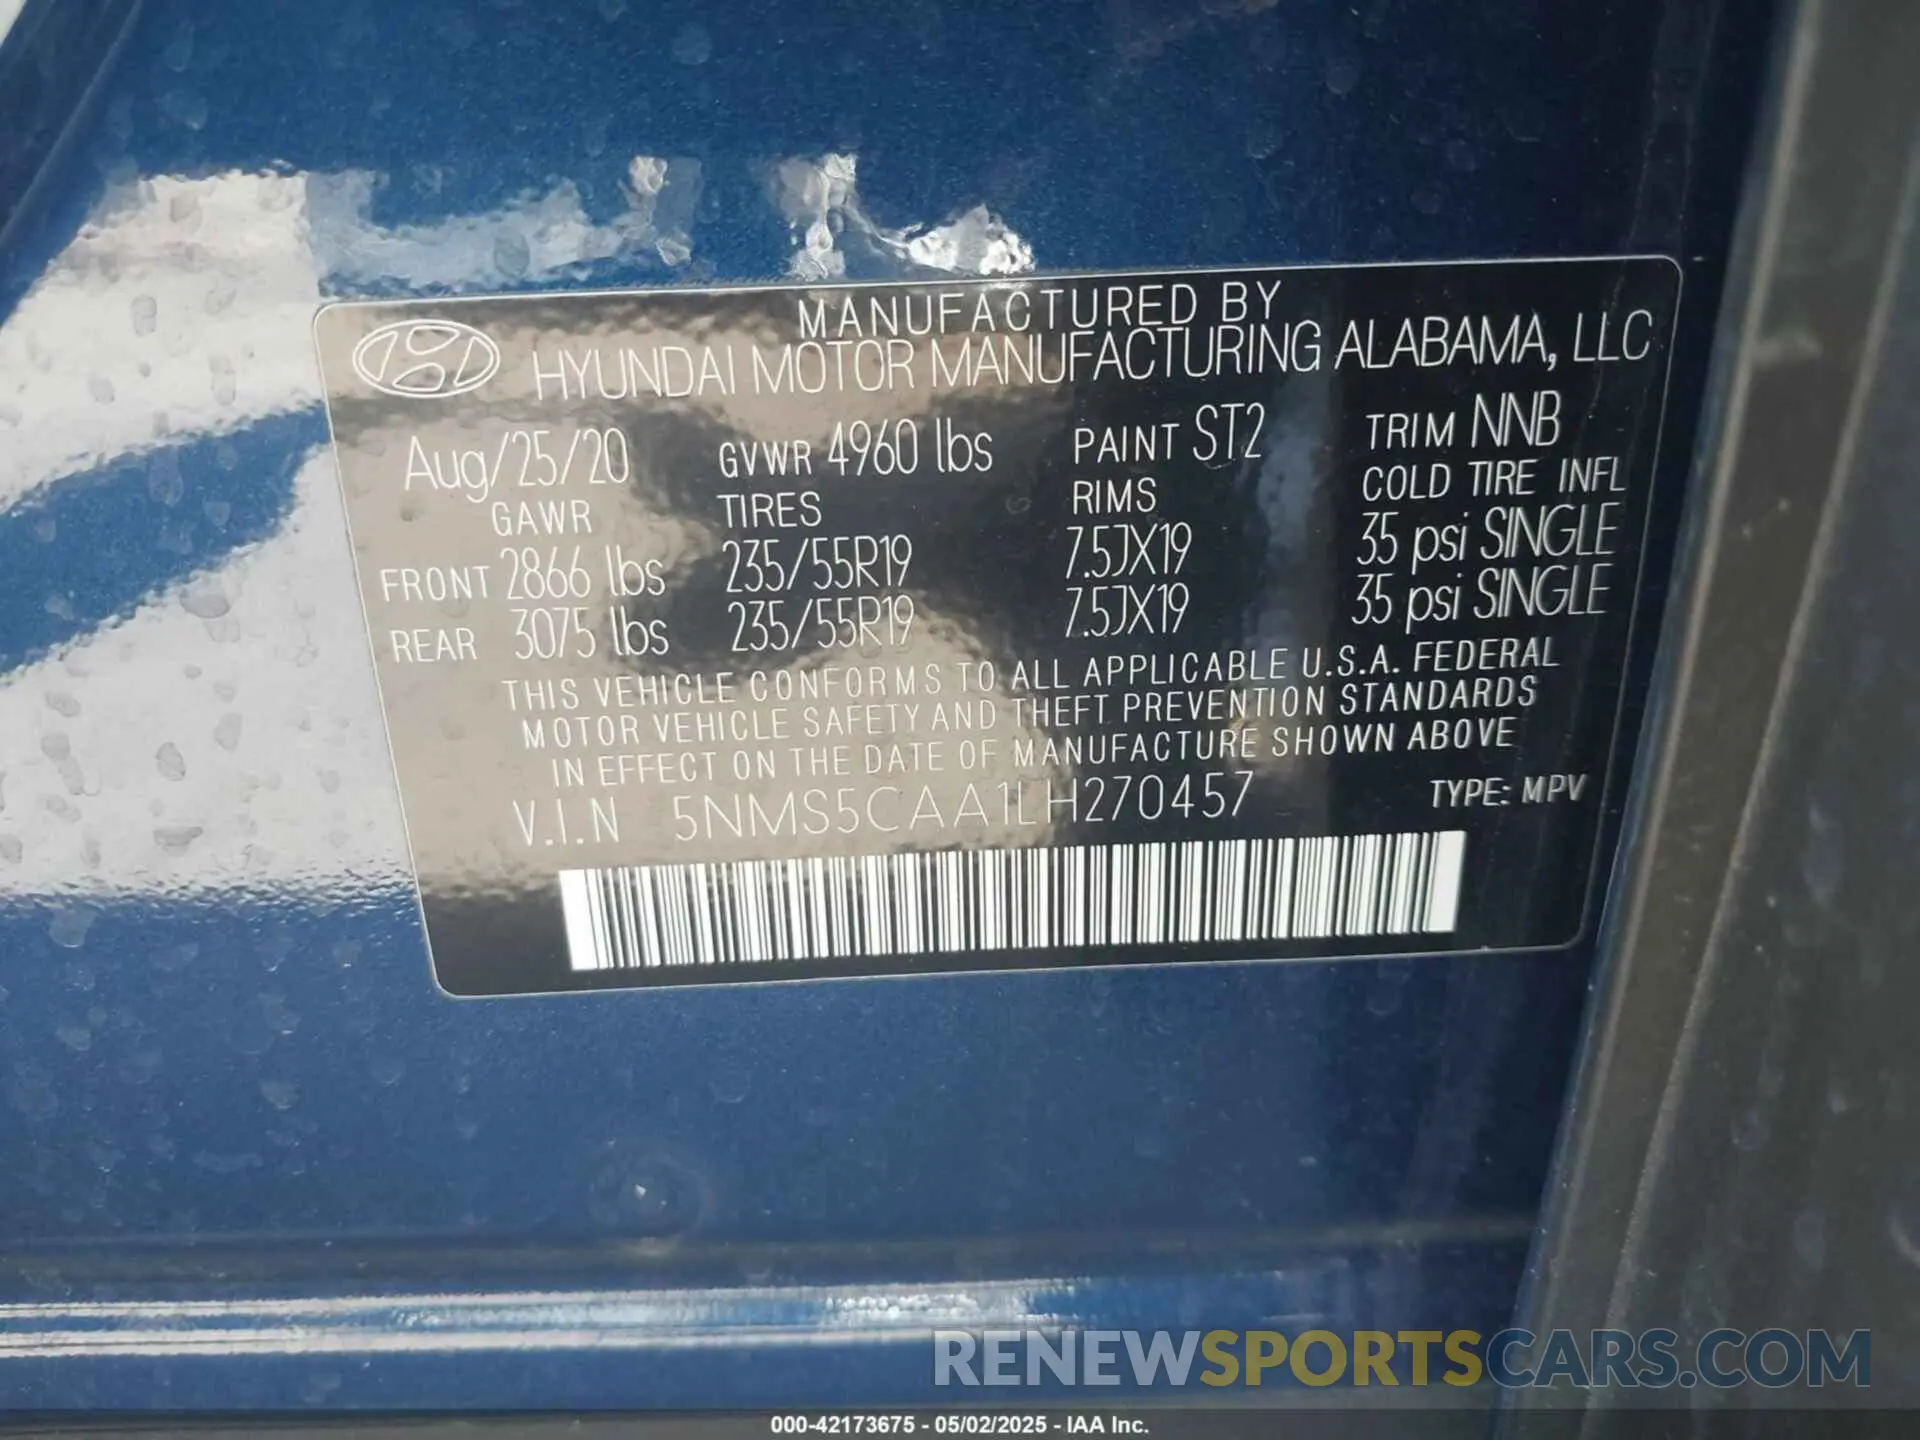 MANUFACTURED BY
HYUNDAI MOTOR MANUFACTURING ALABAMA, LLC
Aug/25/20 GVWR 4960 lbs PAINT ST2 TRIM NNB
GAWR TIRES RIMS COLD TIRE INFL
FRONT 2866 lbs 235/55R19 7.5JX19 35 psi SINGLE
REAR 3075 lbs 235/55R19 7.5JX19 35 psi SINGLE
THIS VEHICLE CONFORMS TO ALL APPLICABLE U.S.A. FEDERAL
MOTOR VEHICLE SAFETY AND THEFT PREVENTION STANDARDS
IN EFFECT ON THE DATE OF MANUFACTURE SHOWN ABOVE
V.I.N 5NMS5CAA1LH270457 TYPE: MPV
RENEWSPORTSCARS.COM
000-42173675 - 05/02/2025 - IAA Inc.